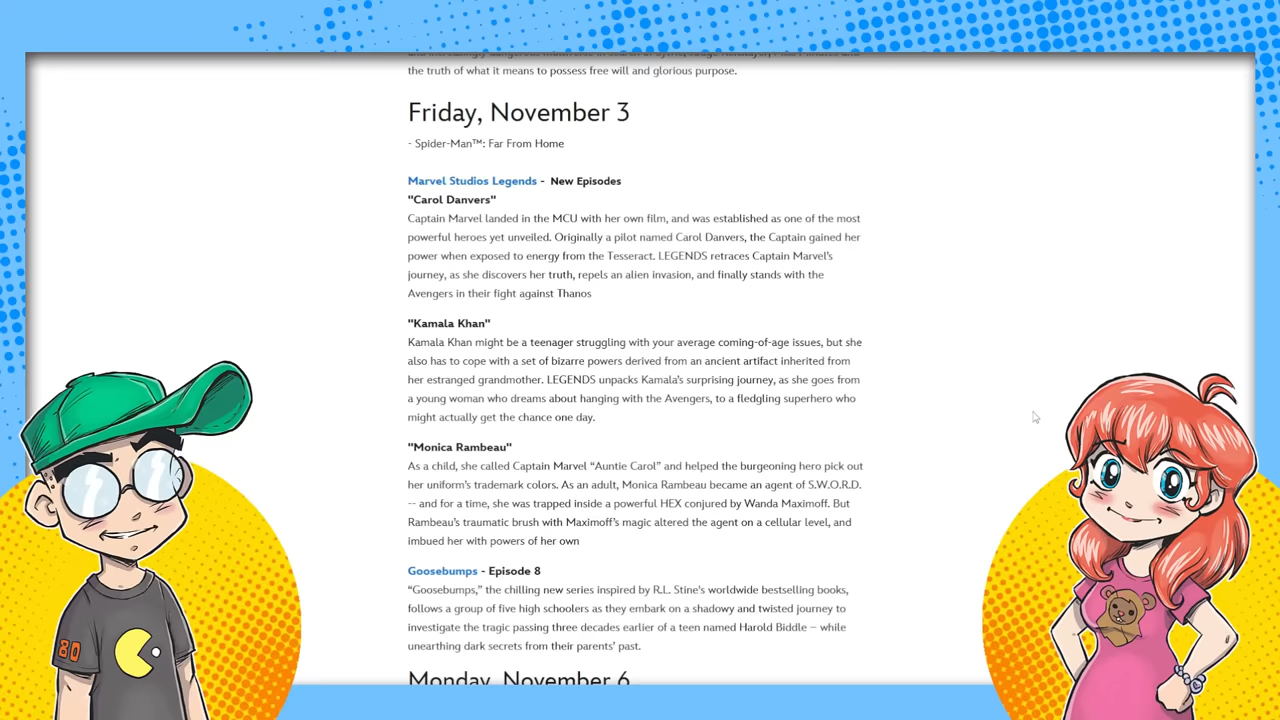 the truth of what it means to possess free will and glorious purpose.
Friday, November 3
- Spider-Man™: Far From Home
Marvel Studios Legends - New Episodes
"Carol Danvers"
Captain Marvel landed in the MCU with her own film, and was established as one of the most
powerful heroes yet unveiled. Originally a pilot named Carol Danvers, the Captain gained her
power when exposed to energy from the Tesseract. LEGENDS retraces Captain Marvel's
journey, as she discovers her truth, repels an alien invasion, and finally stands with the
Avengers in their fight against Thanos
"Kamala Khan"
Kamala Khan might be a teenager struggling with your average coming-of-age issues, but she
also has to cope with a set of bizarre powers derived from an ancient artifact inherited from
her estranged grandmother. LEGENDS unpacks Kamala's surprising journey, as she goes from
a young woman who dreams about hanging with the Avengers, to a fledgling superhero who
might actually get the chance one day.
"Monica Rambeau"
As a child, she called Captain Marvel “Auntie Carol” and helped the burgeoning hero pick out
her uniform's trademark colors. As an adult, Monica Rambeau became an agent of S.W.O.R.D.
-- and for a time, she was trapped inside a powerful HEX conjured by Wanda Maximoff. But
Rambeau's traumatic brush with Maximoff's magic altered the agent on a cellular level, and
imbued her with powers of her own
Goosebumps - Episode 8
“Goosebumps,” the chilling new series inspired by R.L. Stine's worldwide bestselling books,
follows a group of five high schoolers as they embark on a shadowy and twisted journey to
investigate the tragic passing three decades earlier of a teen named Harold Biddle – while
unearthing dark secrets from their parents' past.
Monday, November 6
80